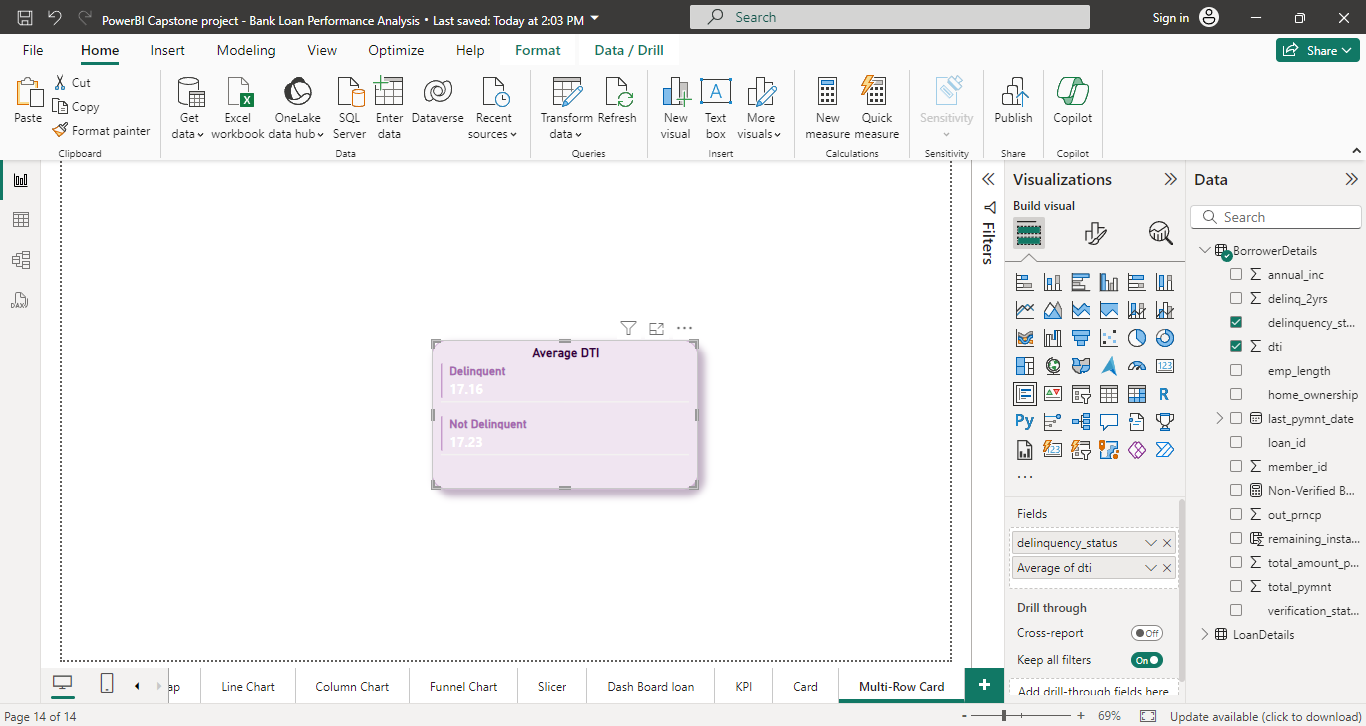 PowerBI Capstone project - Bank Loan Performance Analysis • Last saved: Today at 2:03 PM
Search
Sign in
File Home Insert Modeling View Optimize Help Format Data / Drill
Share
Paste
Cut
Copy
Format painter
Clipboard
Get data
Excel workbook
OneLake data hub
SQL Server
Enter data
Dataverse
Recent sources
Data
Transform data
Refresh
Queries
New visual
Text box
More visuals
Insert
New measure
Quick measure
Calculations
Sensitivity
Sensitivity
Publish
Share
Copilot
Copilot
Average DTI
Delinquent
17.16
Not Delinquent
17.23
Filters
Visualizations
Build visual
123
R
Py
123
...
Fields
delinquency_status
Average of dti
Drill through
Cross-report
Off
Keep all filters
On
Add drill-through fields here
Data
Search
BorrowerDetails
annual_inc
delinq_2yrs
delinquency_st...
dti
emp_length
home_ownership
last_pymnt_date
loan_id
member_id
Non-Verified B...
out_prncp
remaining_insta...
total_amount_p...
total_pymnt
verification_stat...
LoanDetails
ap Line Chart Column Chart Funnel Chart Slicer Dash Board loan KPI Card Multi-Row Card +
Page 14 of 14
- + 69%
Update available (click to download)